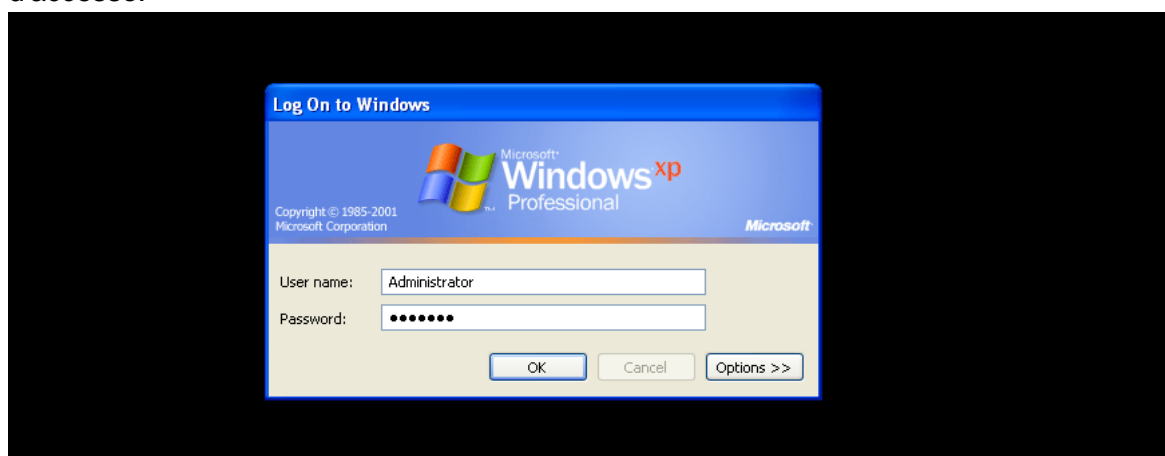 Log On to Windows
Microsoft
Windows xp
Professional
Copyright © 1985-2001
Microsoft Corporation
Microsoft
User name: Administrator
Password: •••••••
OK Cancel Options >>